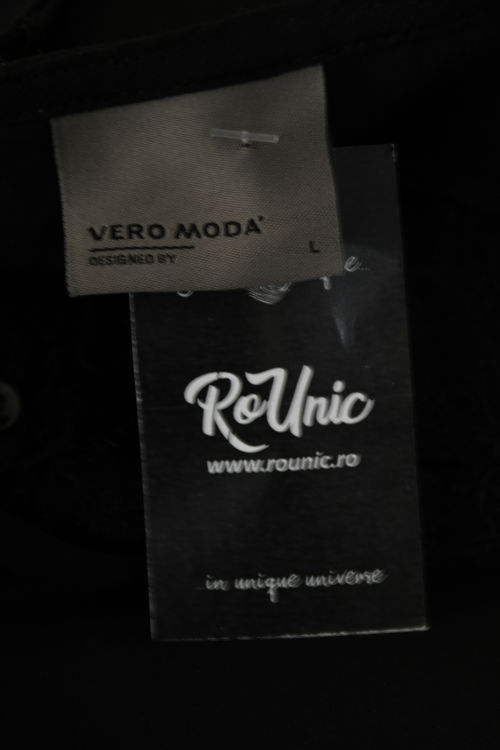 VERO MODA
DESIGNED BY
L
RoUnic
www.rounic.ro
...in unique universe